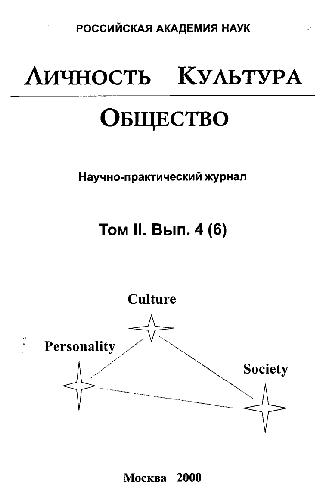 РОССИЙСКАЯ АКАДЕМИЯ НАУК
ЛИЧНОСТЬ КУЛЬТУРА
ОБЩЕСТВО
Научно-практический журнал
Том II. Вып. 4 (6)
Culture
Personality
Society
Москва 2000